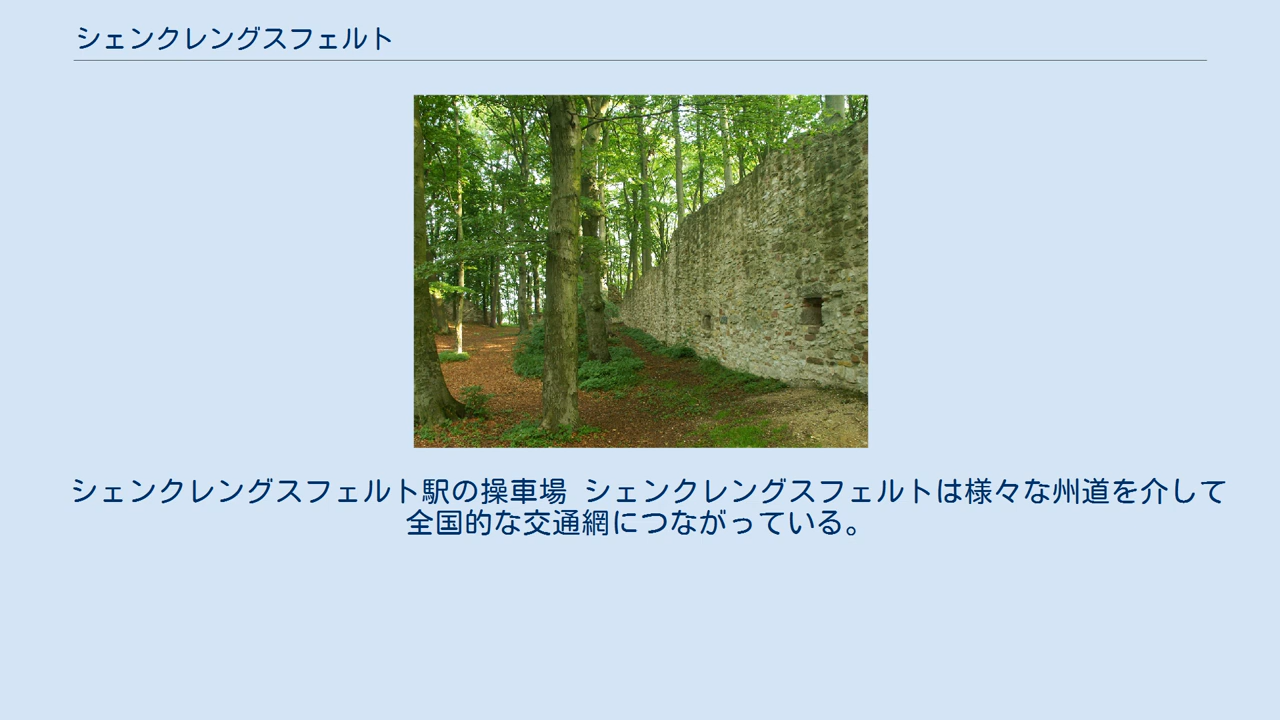 シェンクレングスフェルト
シェンクレングスフェルト駅の操車場 シェンクレングスフェルトは様々な州道を介して
全国的な交通網につながっている。